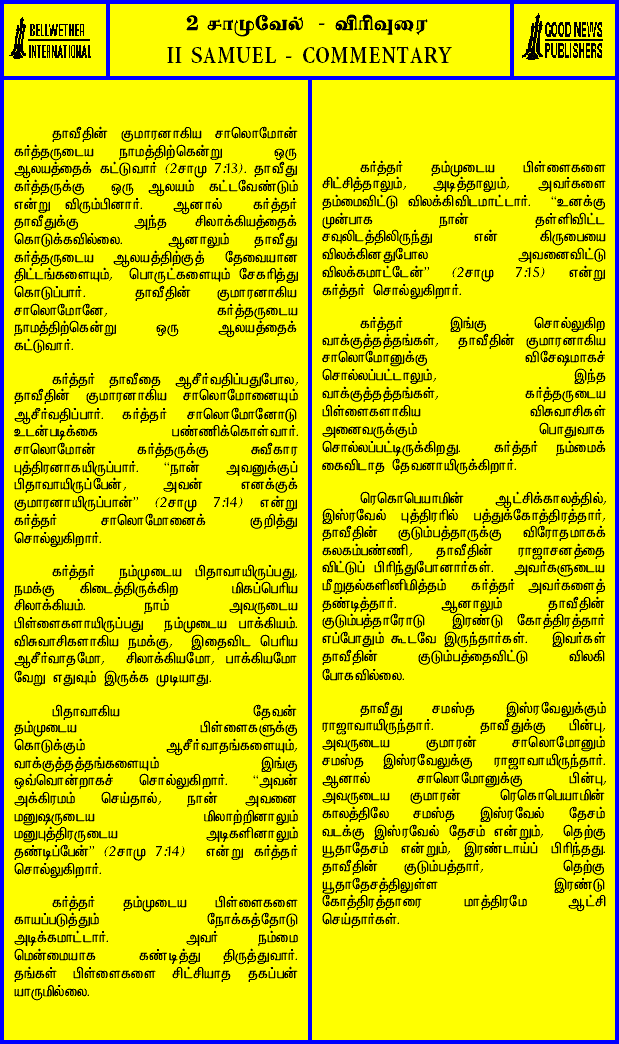 BELLWETHER
INTERNATIONAL
2 சாமுவேல் - விரிவுரை
II SAMUEL - COMMENTARY
GOOD NEWS
PUBLISHERS
தாவீதின் குமாரனாகிய சாலொமோன்
கர்த்தருடைய நாமத்திற்கென்று ஒரு
ஆலயத்தைக் கட்டுவார் (2சாமு 7:13). தாவீது
கர்த்தருக்கு ஒரு ஆலயம் கட்டவேண்டும்
என்று விரும்பினார். ஆனால் கர்த்தர்
தாவீதுக்கு அந்த சிலாக்கியத்தைக்
கொடுக்கவில்லை. ஆனாலும் தாவீது
கர்த்தருடைய ஆலயத்திற்குத் தேவையான
திட்டங்களையும், பொருட்களையும் சேகரித்து
கொடுப்பார். தாவீதின் குமாரனாகிய
சாலொமோனே, கர்த்தருடைய
நாமத்திற்கென்று ஒரு ஆலயத்தைக்
கட்டுவார்.
கர்த்தர் தாவீதை ஆசீர்வதிப்பதுபோல,
தாவீதின் குமாரனாகிய சாலொமோனையும்
ஆசீர்வதிப்பார். கர்த்தர் சாலொமோனோடு
உடன்படிக்கை பண்ணிக்கொள்வார்.
சாலொமோன் கர்த்தருக்கு சுவீகார
புத்திரனாகயிருப்பார். “நான் அவனுக்குப்
பிதாவாயிருப்பேன், அவன் எனக்குக்
குமாரனாயிருப்பான்” (2சாமு 7:14) என்று
கர்த்தர் சாலொமோனைக் குறித்து
சொல்லுகிறார்.
கர்த்தர் நம்முடைய பிதாவாயிருப்பது,
நமக்கு கிடைத்திருக்கிற மிகப்பெரிய
சிலாக்கியம். நாம் அவருடைய
பிள்ளைகளாயிருப்பது நம்முடைய பாக்கியம்.
விசுவாசிகளாகிய நமக்கு, இதைவிட பெரிய
ஆசீர்வாதமோ, சிலாக்கியமோ, பாக்கியமோ
வேறு எதுவும் இருக்க முடியாது.
பிதாவாகிய தேவன்
தம்முடைய பிள்ளைகளுக்கு
கொடுக்கும் ஆசீர்வாதங்களையும்,
வாக்குத்தத்தங்களையும் இங்கு
ஒவ்வொன்றாகச் சொல்லுகிறார். “அவன்
அக்கிரமம் செய்தால், நான் அவனை
மனுஷருடைய மிலாற்றினாலும்
மனுபுத்திரருடைய அடிகளினாலும்
தண்டிப்பேன்” (2சாமு 7:14) என்று கர்த்தர்
சொல்லுகிறார்.
கர்த்தர் தம்முடைய பிள்ளைகளை
காயப்படுத்தும் நோக்கத்தோடு
அடிக்கமாட்டார். அவர் நம்மை
மென்மையாக கண்டித்து திருத்துவார்.
தங்கள் பிள்ளைகளை சிட்சியாத தகப்பன்
யாருமில்லை.
கர்த்தர் தம்முடைய பிள்ளைகளை
சிட்சித்தாலும், அடித்தாலும், அவர்களை
தம்மைவிட்டு விலக்கிவிடமாட்டார். “உனக்கு
முன்பாக நான் தள்ளிவிட்ட
சவுலிடத்திலிருந்து என் கிருபையை
விலக்கினதுபோல அவனைவிட்டு
விலக்கமாட்டேன்” (2சாமு 7:15) என்று
கர்த்தர் சொல்லுகிறார்.
கர்த்தர் இங்கு சொல்லுகிற
வாக்குத்தத்தங்கள், தாவீதின் குமாரனாகிய
சாலொமோனுக்கு விசேஷமாகச்
சொல்லப்பட்டாலும், இந்த
வாக்குத்தத்தங்கள், கர்த்தருடைய
பிள்ளைகளாகிய விசுவாசிகள்
அனைவருக்கும் பொதுவாக
சொல்லப்பட்டிருக்கிறது. கர்த்தர் நம்மைக்
கைவிடாத தேவனாயிருக்கிறார்.
ரெகொபெயாமின் ஆட்சிக்காலத்தில்,
இஸ்ரவேல் புத்திரரில் பத்துக்கோத்திரத்தார்,
தாவீதின் குடும்பத்தாருக்கு விரோதமாகக்
கலகம்பண்ணி, தாவீதின் ராஜாசனத்தை
விட்டுப் பிரிந்துபோனார்கள். அவர்களுடைய
மீறுதல்களினிமித்தம் கர்த்தர் அவர்களைத்
தண்டித்தார். ஆனாலும் தாவீதின்
குடும்பத்தாரோடு இரண்டு கோத்திரத்தார்
எப்போதும் கூடவே இருந்தார்கள். இவர்கள்
தாவீதின் குடும்பத்தைவிட்டு விலகி
போகவில்லை.
தாவீது சமஸ்த இஸ்ரவேலுக்கும்
ராஜாவாயிருந்தார். தாவீதுக்கு பின்பு,
அவருடைய குமாரன் சாலொமோனும்
சமஸ்த இஸ்ரவேலுக்கு ராஜாவாயிருந்தார்.
ஆனால் சாலொமோனுக்கு பின்பு,
அவருடைய குமாரன் ரெகொபெயாமின்
காலத்திலே சமஸ்த இஸ்ரவேல் தேசம்
வடக்கு இஸ்ரவேல் தேசம் என்றும், தெற்கு
யூதாதேசம் என்றும், இரண்டாய்ப் பிரிந்தது.
தாவீதின் குடும்பத்தார், தெற்கு
யூதாதேசத்திலுள்ள இரண்டு
கோத்திரத்தாரை மாத்திரமே ஆட்சி
செய்தார்கள்.